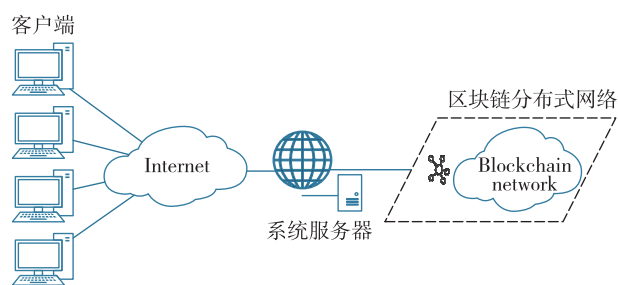 客户端
区块链分布式网络
Internet
Blockchain
network
系统服务器